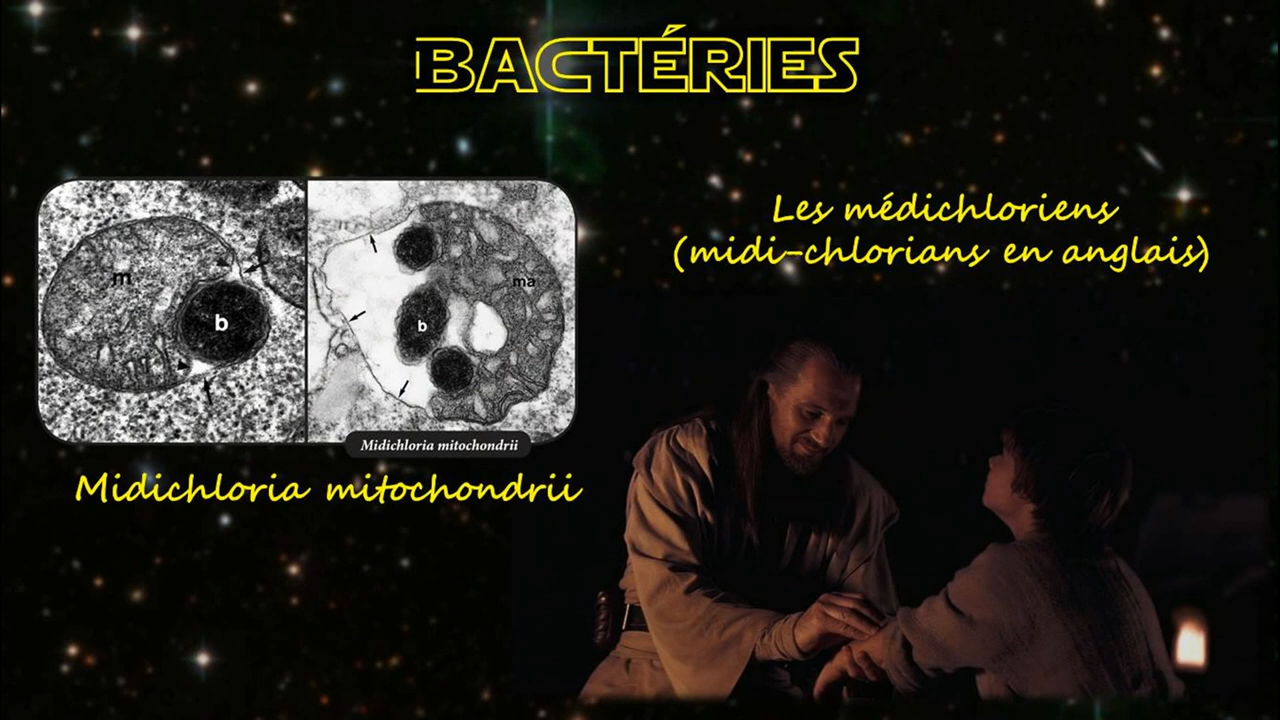 BACTÉRIES
m
b
b
ma
Midichloria mitochondrii
Midichloria mitochondrii
Les médichloriens
(midi-chlorians en anglais)